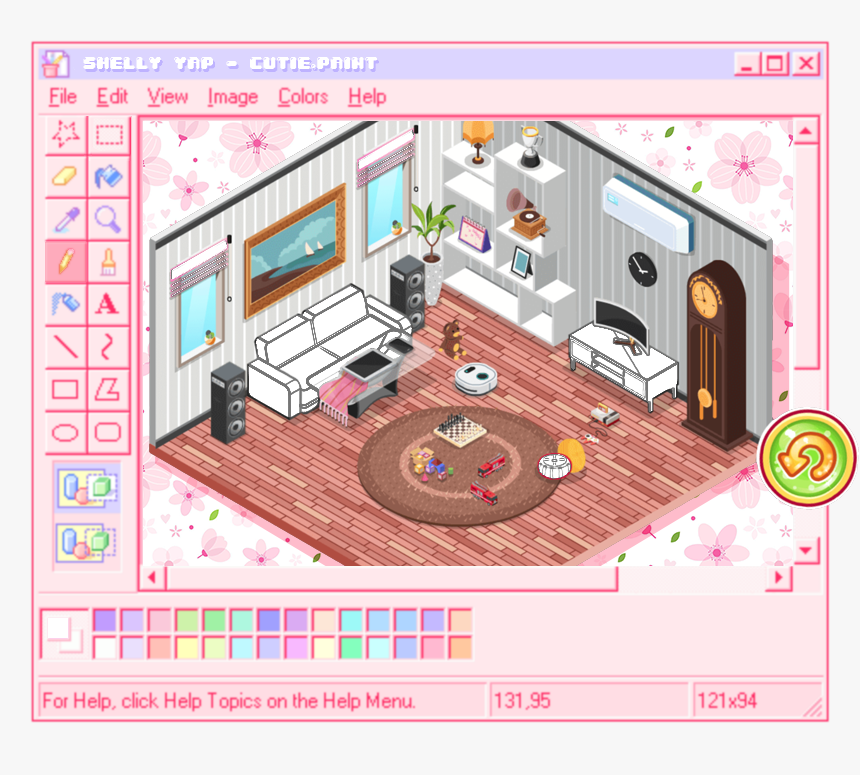 SHELLY YAP - CUTIE.PAINT
File Edit View Image Colors Help
A
For Help, click Help Topics on the Help Menu.
131,95
121x94